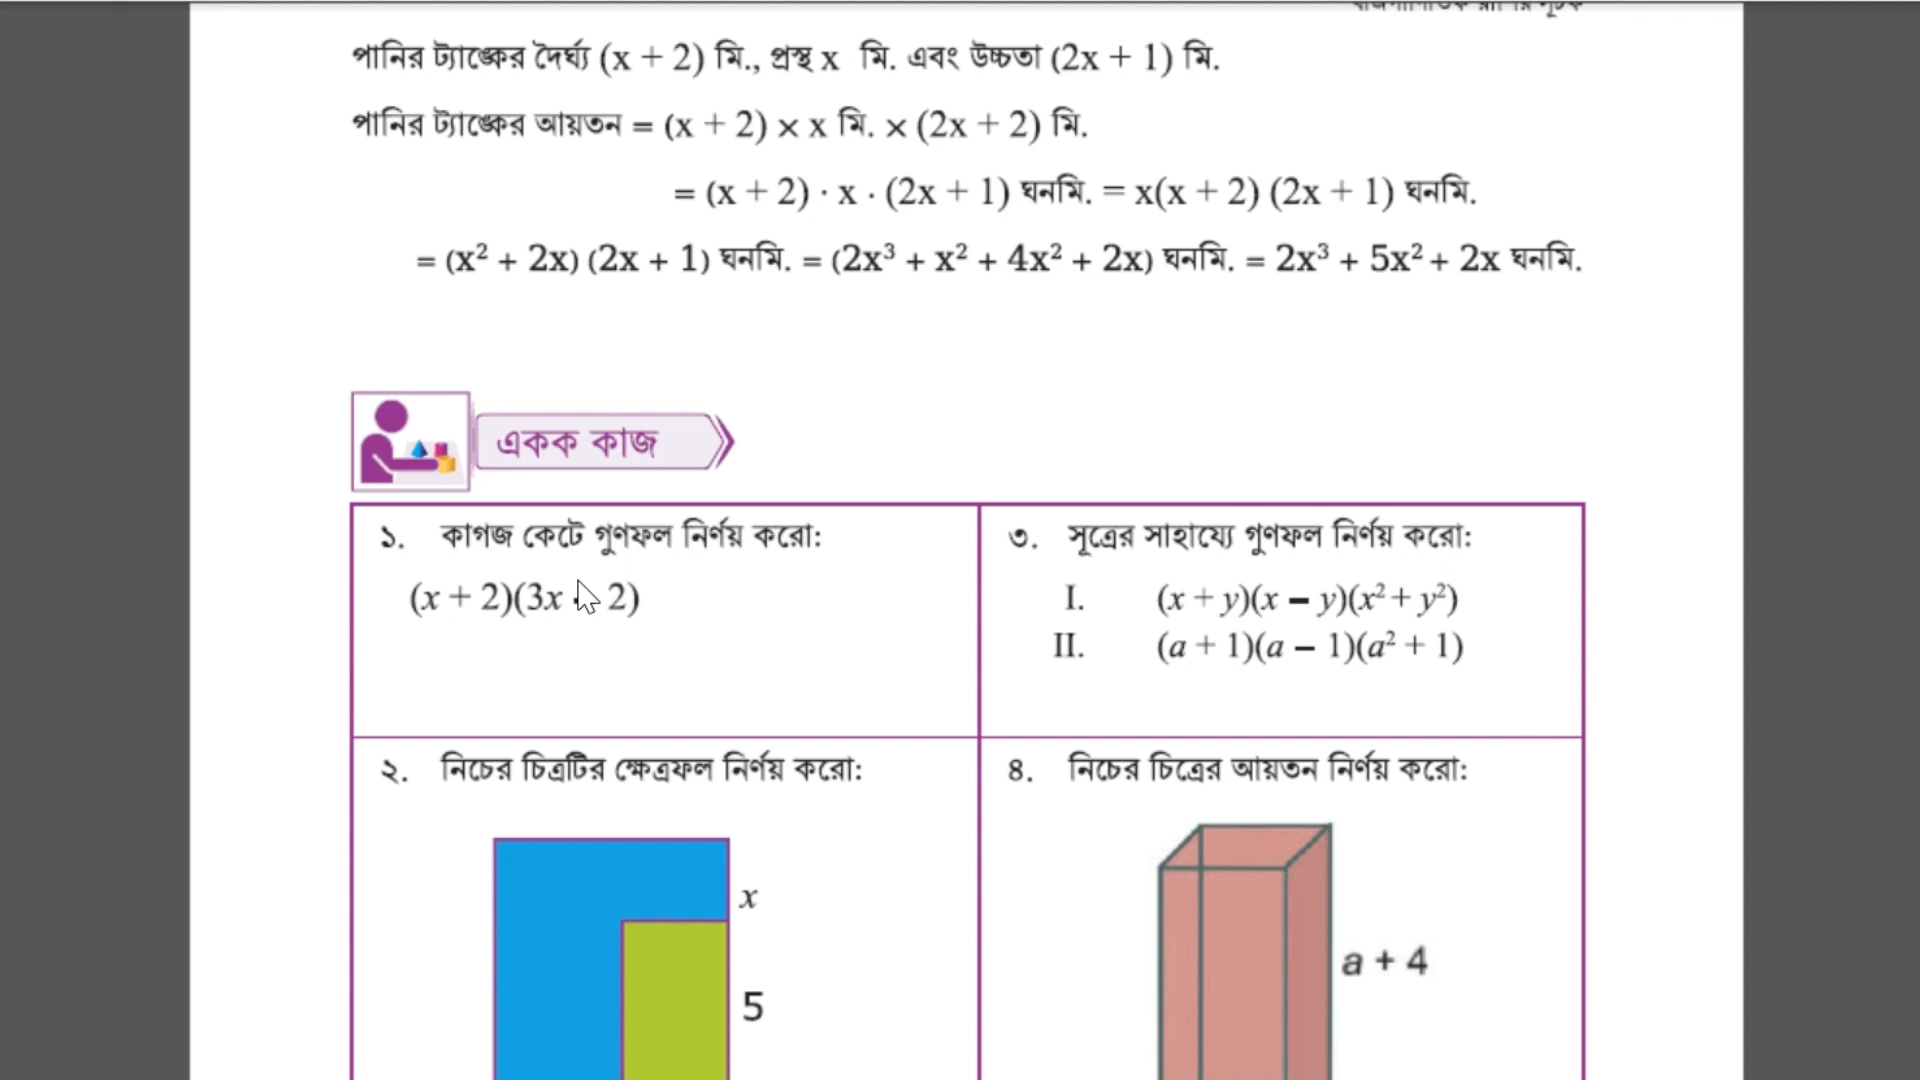 পানির ট্যাঙ্কের দৈর্ঘ্য (x + 2) মি., প্রস্থ x মি. এবং উচ্চতা (2x + 1) মি.
পানির ট্যাঙ্কের আয়তন = (x + 2) × x মি. × (2x + 2) মি.
= (x + 2) · x · (2x + 1) ঘনমি. = x(x + 2) (2x + 1) ঘনমি.
= (x² + 2x) (2x + 1) ঘনমি. = (2x³ + x² + 4x² + 2x) ঘনমি. = 2x³ + 5x² + 2x ঘনমি.
একক কাজ
১. কাগজ কেটে গুণফল নির্ণয় করো:
(x + 2)(3x 2)
৩. সূত্রের সাহায্যে গুণফল নির্ণয় করো:
I. (x + y)(x – y)(x² + y²)
II. (a + 1)(a – 1)(a² + 1)
২. নিচের চিত্রটির ক্ষেত্রফল নির্ণয় করো:
x
5
৪. নিচের চিত্রের আয়তন নির্ণয় করো:
a + 4